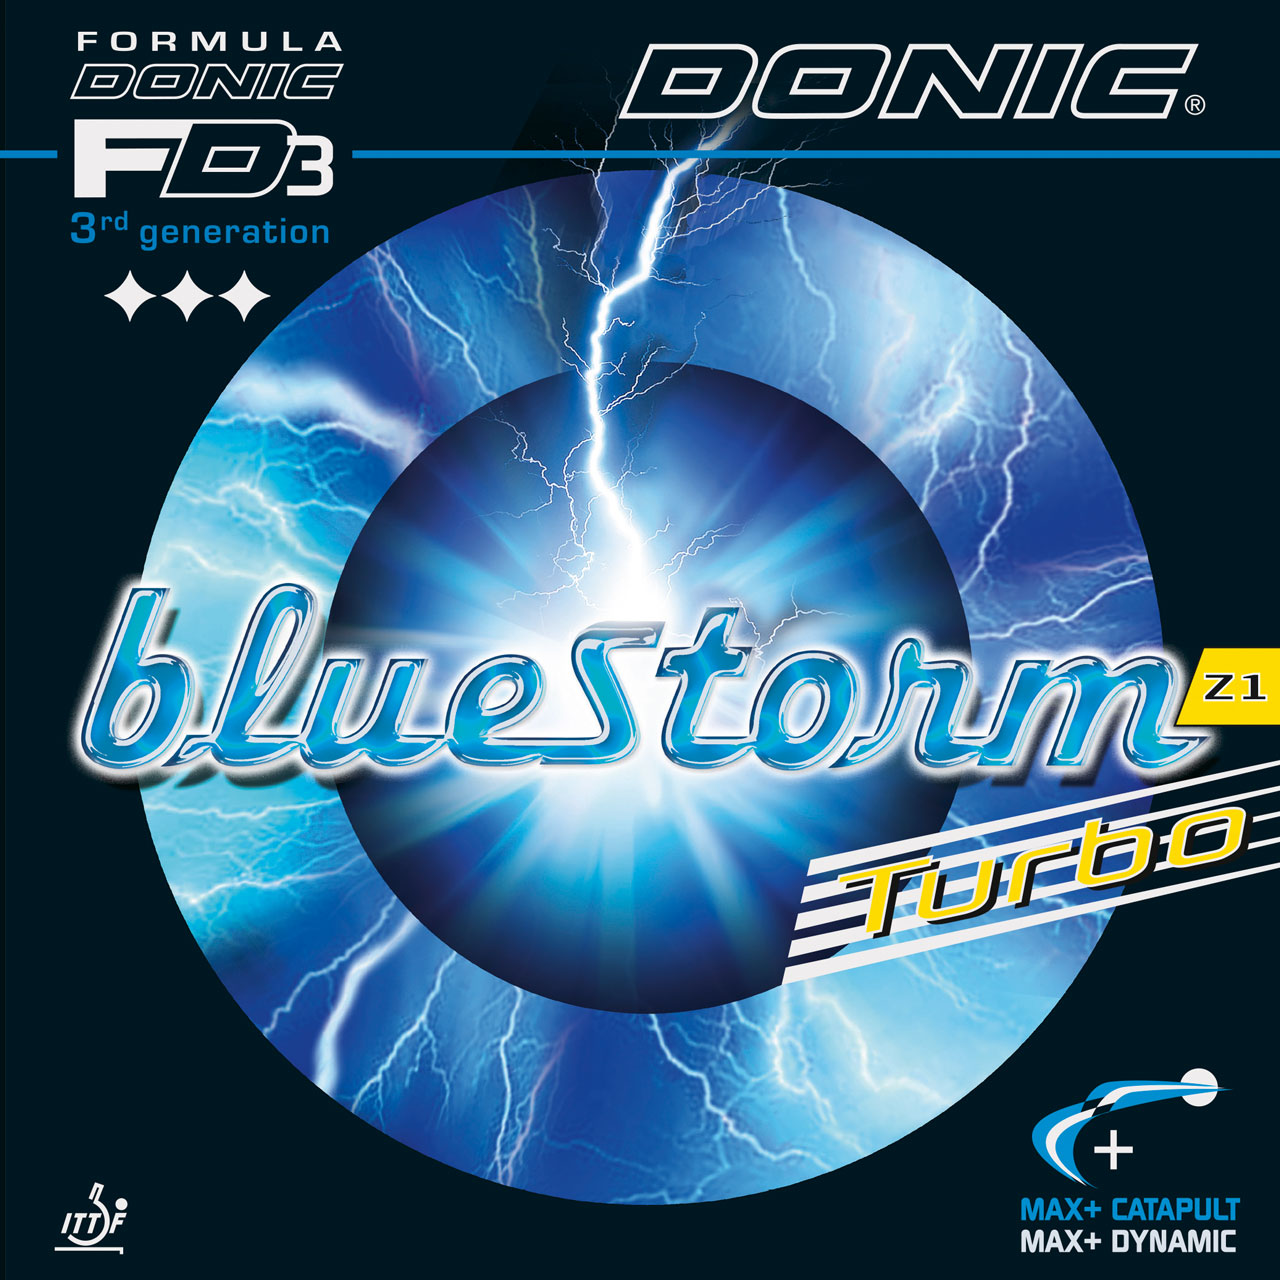 FORMULA
DONIC
FD3
3rd generation
DONIC®
bluestorm
Z1
Turbo
ITTF
+
MAX+ CATAPULT
MAX+ DYNAMIC